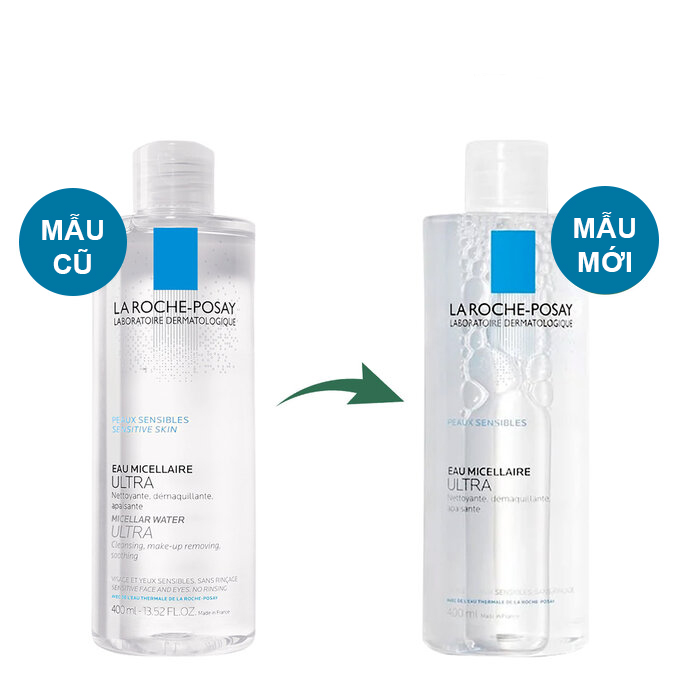 MẪU
CŨ
LA ROCHE-POSAY
LABORATOIRE DERMATOLOGIQUE
PEAUX SENSIBLES
SENSITIVE SKIN
EAU MICELLAIRE
ULTRA
Nettoyante, démaquillante,
apaisante
MICELLAR WATER
ULTRA
Cleansing, make-up removing,
soothing
VISAGE ET YEUX SENSIBLES, SANS RINÇAGE
SENSITIVE FACE AND EYES, NO RINSING
AVEC DE L'EAU THERMALE DE LA ROCHE-POSAY
400 ml - 13.52 FL.OZ. Made in France
MẪU
MỚI
LA ROCHE-POSAY
LABORATOIRE DERMATOLOGIQUE
PEAUX SENSIBLES
EAU MICELLAIRE
ULTRA
Nettoyante, démaquillante,
apaisante
SENSIBLES, SANS RINÇAGE
AVEC DE L'EAU THERMALE DE LA ROCHE-POSAY
400 ml Made in France